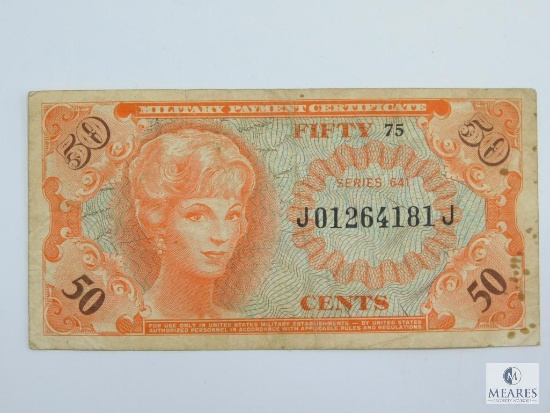 MILITARY PAYMENT CERTIFICATE
50
FIFTY 75
50
SERIES 641
J01264181J
50
CENTS
50
FOR USE ONLY IN UNITED STATES MILITARY ESTABLISHMENTS — BY UNITED STATES
AUTHORIZED PERSONNEL IN ACCORDANCE WITH APPLICABLE RULES AND REGULATIONS
M
MEARES